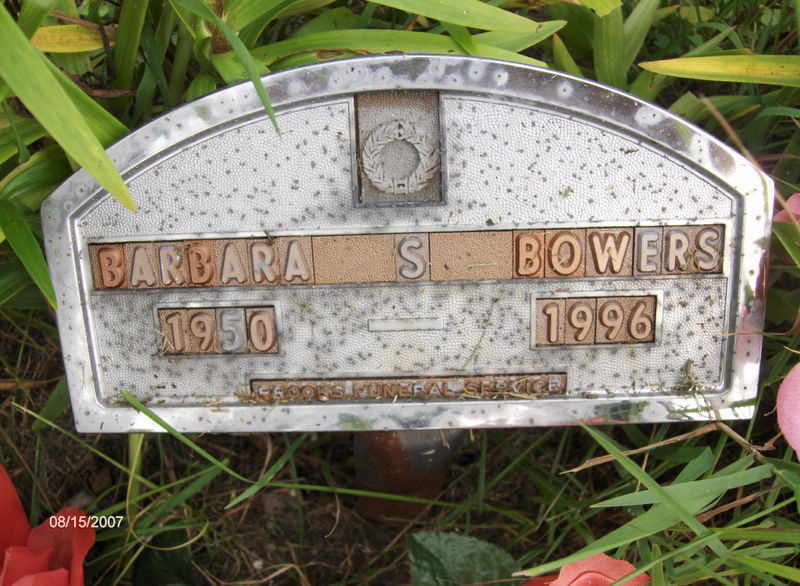 BARBARA S BOWERS
1950 — 1996
FUNERAL SERVICE
08/15/2007